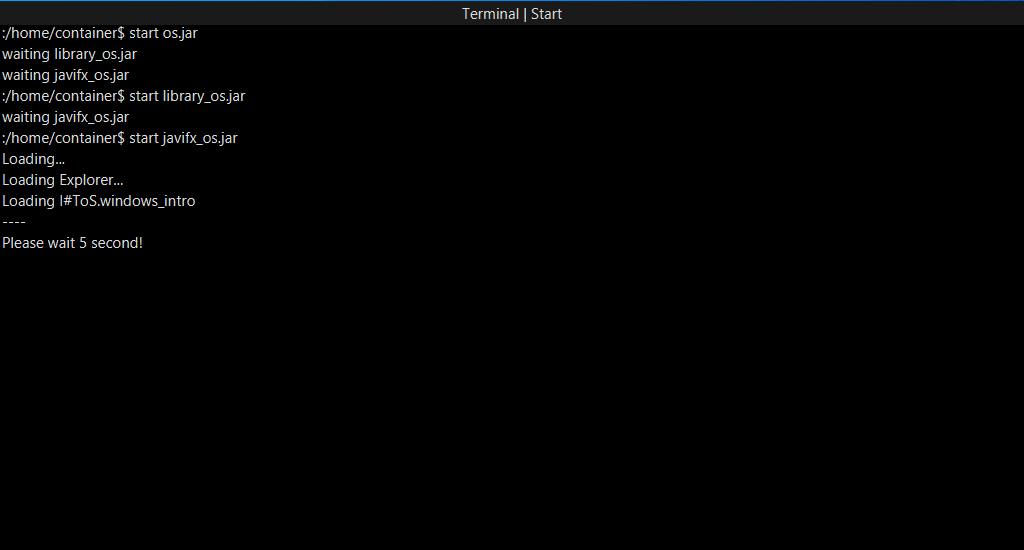 Terminal | Start
:/home/container$ start os.jar
waiting library_os.jar
waiting javifx_os.jar
:/home/container$ start library_os.jar
waiting javifx_os.jar
:/home/container$ start javifx_os.jar
Loading...
Loading Explorer...
Loading I#ToS.windows_intro
----
Please wait 5 second!